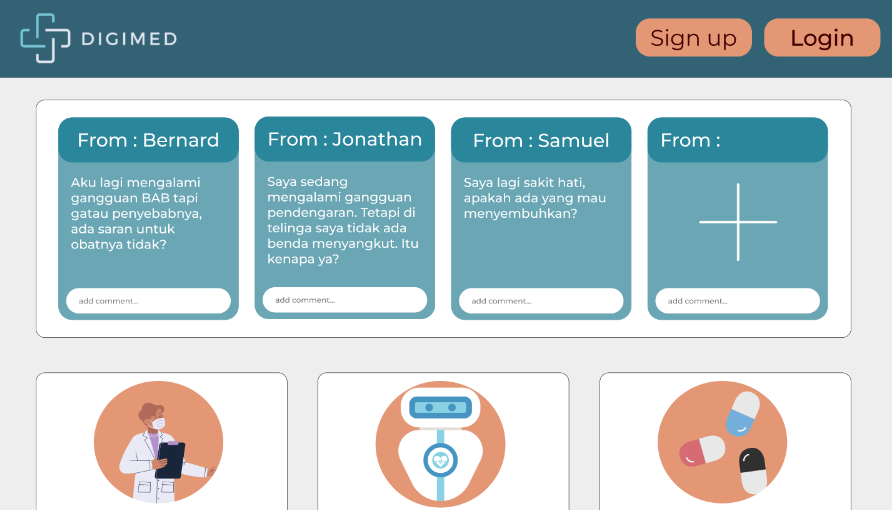 DIGIMED
Sign up
Login
From : Bernard
Aku lagi mengalami
gangguan BAB tapi
gatau penyebabnya,
ada saran untuk
obatnya tidak?
add comment...
From : Jonathan
Saya sedang
mengalami gangguan
pendengaran. Tetapi di
telinga saya tidak ada
benda menyangkut. Itu
kenapa ya?
add comment...
From : Samuel
Saya lagi sakit hati,
apakah ada yang mau
menyembuhkan?
add comment...
From :
add comment...